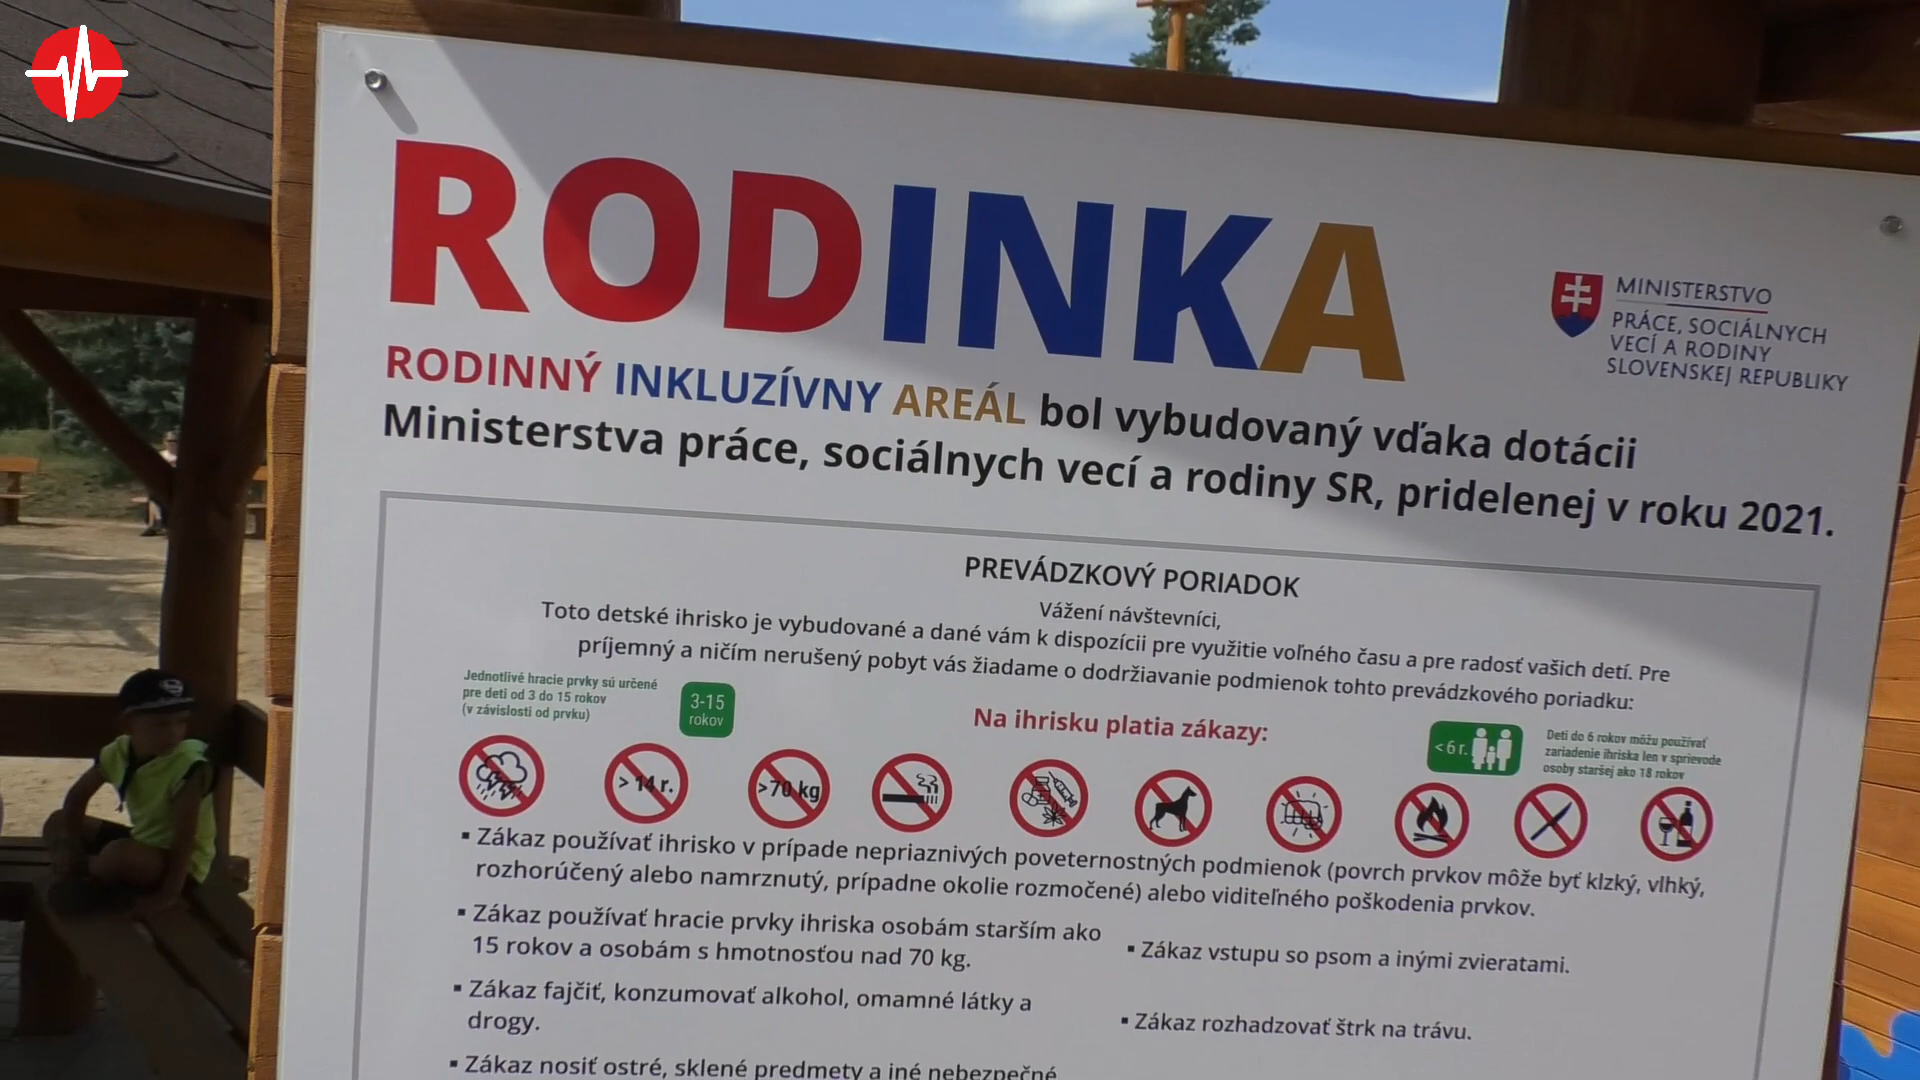 RODINKA
MINISTERSTVO
PRÁCE, SOCIÁLNYCH
VECÍ A RODINY
SLOVENSKEJ REPUBLIKY
RODINNÝ INKLUZÍVNY AREÁL bol vybudovaný vďaka dotácii
Ministerstva práce, sociálnych vecí a rodiny SR, pridelenej v roku 2021.
PREVÁDZKOVÝ PORIADOK
Vážení návštevníci,
Toto detské ihrisko je vybudované a dané vám k dispozícii pre využitie voľného času a pre radosť vašich detí. Pre
príjemný a ničím nerušený pobyt vás žiadame o dodržiavanie podmienok tohto prevádzkového poriadku:
Jednotlivé hracie prvky sú určené
pre deti od 3 do 15 rokov
(v závislosti od prvku)
3-15
rokov
Na ihrisku platia zákazy:
< 6 r.
Deti do 6 rokov môžu používať
zariadenie ihriska len v sprievode
osoby staršej ako 18 rokov
> 14 r.
>70 kg
▪ Zákaz používať ihrisko v prípade nepriaznivých poveternostných podmienok (povrch prvkov môže byť klzký, vlhký,
rozhorúčený alebo namrznutý, prípadne okolie rozmočené) alebo viditeľného poškodenia prvkov.
▪ Zákaz používať hracie prvky ihriska osobám starším ako
15 rokov a osobám s hmotnosťou nad 70 kg.
▪ Zákaz vstupu so psom a inými zvieratami.
▪ Zákaz fajčiť, konzumovať alkohol, omamné látky a
drogy.
▪ Zákaz rozhadzovať štrk na trávu.
▪ Zákaz nosiť ostré, sklené predmety a iné nebezpečné